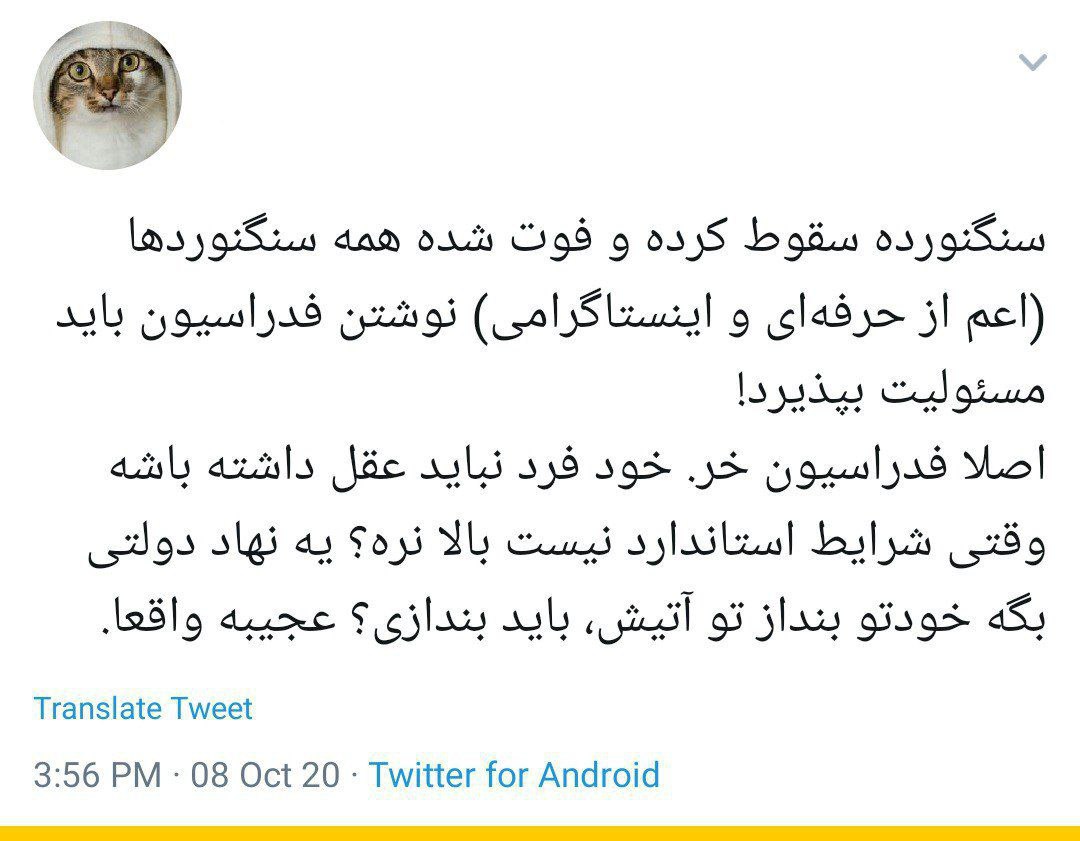 سنگنورده سقوط کرده و فوت شده همه سنگنوردها
(اعم از حرفه‌ای و اینستاگرامی) نوشتن فدراسیون باید
مسئولیت بپذیرد!
اصلا فدراسیون خر. خود فرد نباید عقل داشته باشه
وقتی شرایط استاندارد نیست بالا نره؟ یه نهاد دولتی
بگه خودتو بنداز تو آتیش، باید بندازی؟ عجیبه واقعا.
Translate Tweet
3:56 PM · 08 Oct 20 · Twitter for Android